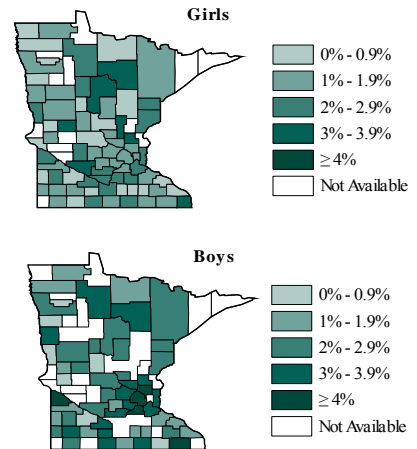 Girls
0% - 0.9%
1% - 1.9%
2% - 2.9%
3% - 3.9%
≥ 4%
Not Available
Boys
0% - 0.9%
1% - 1.9%
2% - 2.9%
3% - 3.9%
≥ 4%
Not Available